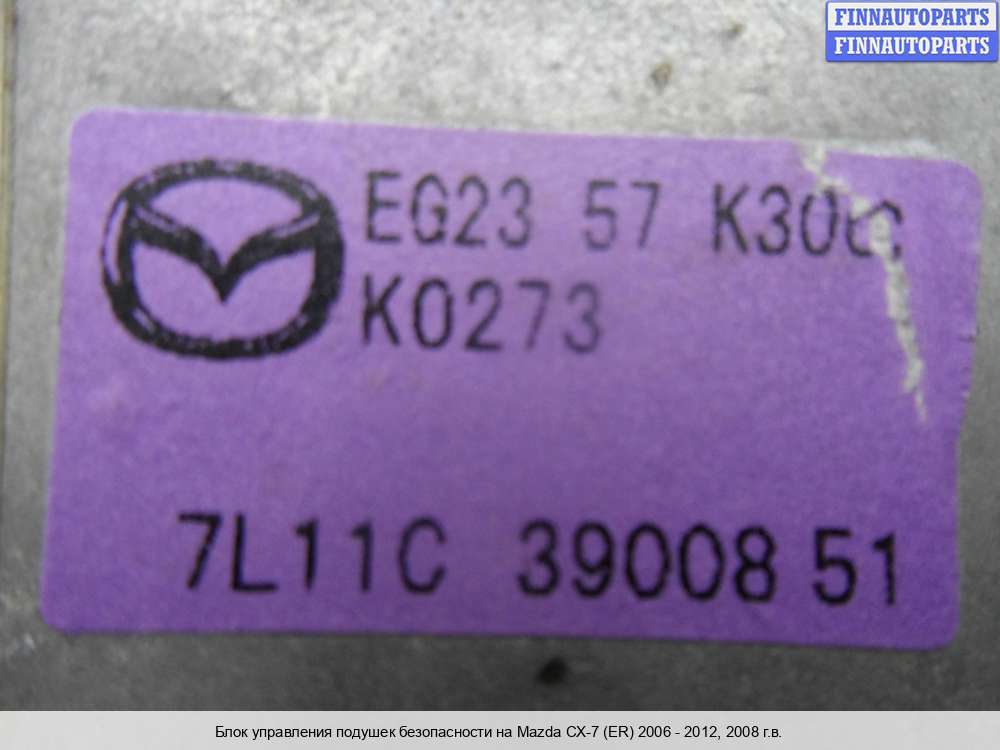 FINNAUTOPARTS
FINNAUTOPARTS
EG23 57 K30C
K0273
7L11C 39008 51
Блок управления подушек безопасности на Mazda CX-7 (ER) 2006 - 2012, 2008 г.в.